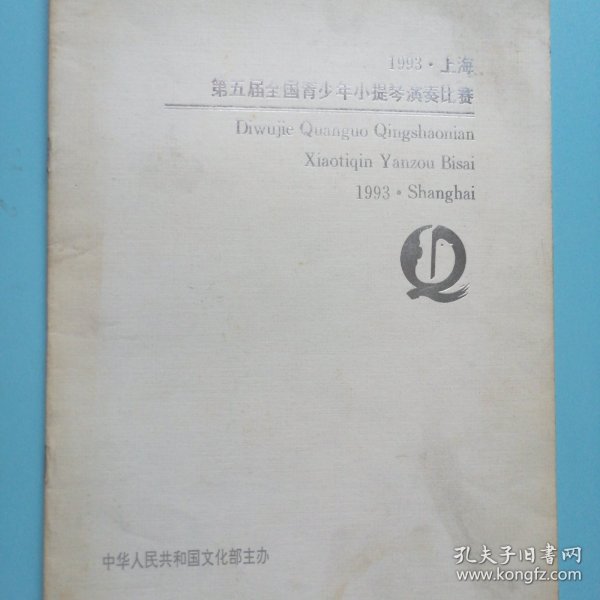 1993·上海
第五届全国青少年小提琴演奏比赛
Diwujie Quanguo Qingshaonian
Xiaotiqin Yanzou Bisai
1993·Shanghai
中华人民共和国文化部主办
孔夫子旧书网
www.kongfz.com